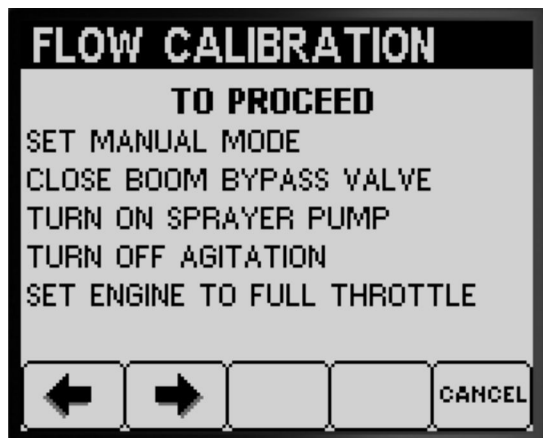 FLOW CALIBRATION
TO PROCEED
SET MANUAL MODE
CLOSE BOOM BYPASS VALVE
TURN ON SPRAYER PUMP
TURN OFF AGITATION
SET ENGINE TO FULL THROTTLE
CANCEL